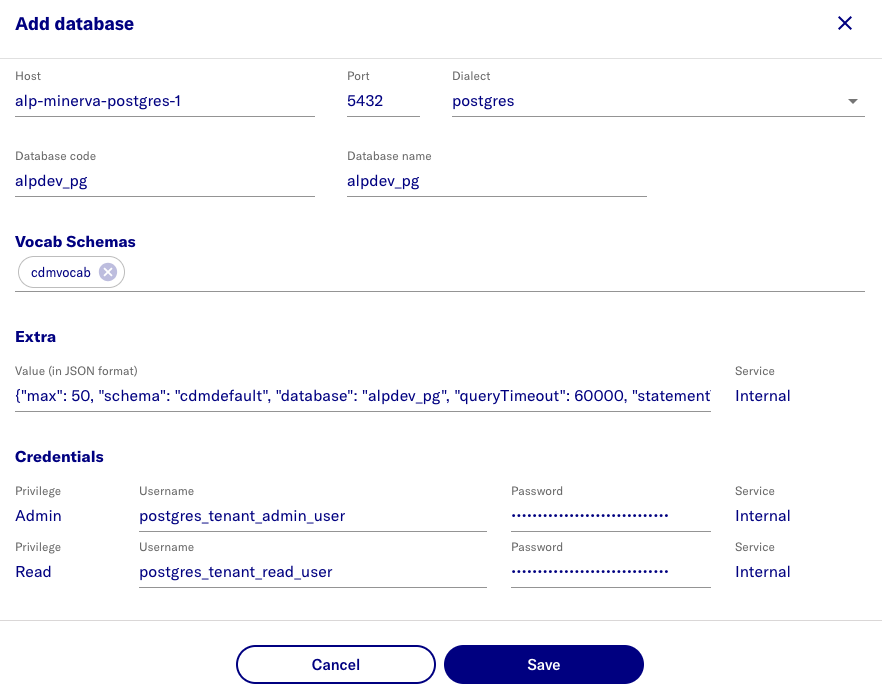 Add database
Host Port Dialect
alp-minerva-postgres-1 5432 postgres
Database code Database name
alpdev_pg alpdev_pg
Vocab Schemas
cdmvocab
Extra
Value (in JSON format) Service
{"max": 50, "schema": "cdmdefault", "database": "alpdev_pg", "queryTimeout": 60000, "statement Internal
Credentials
Privilege Username Password Service
Admin postgres_tenant_admin_user •••••••••••••••••••••••••••••• Internal
Privilege Username Password Service
Read postgres_tenant_read_user •••••••••••••••••••••••••••••• Internal
Cancel Save